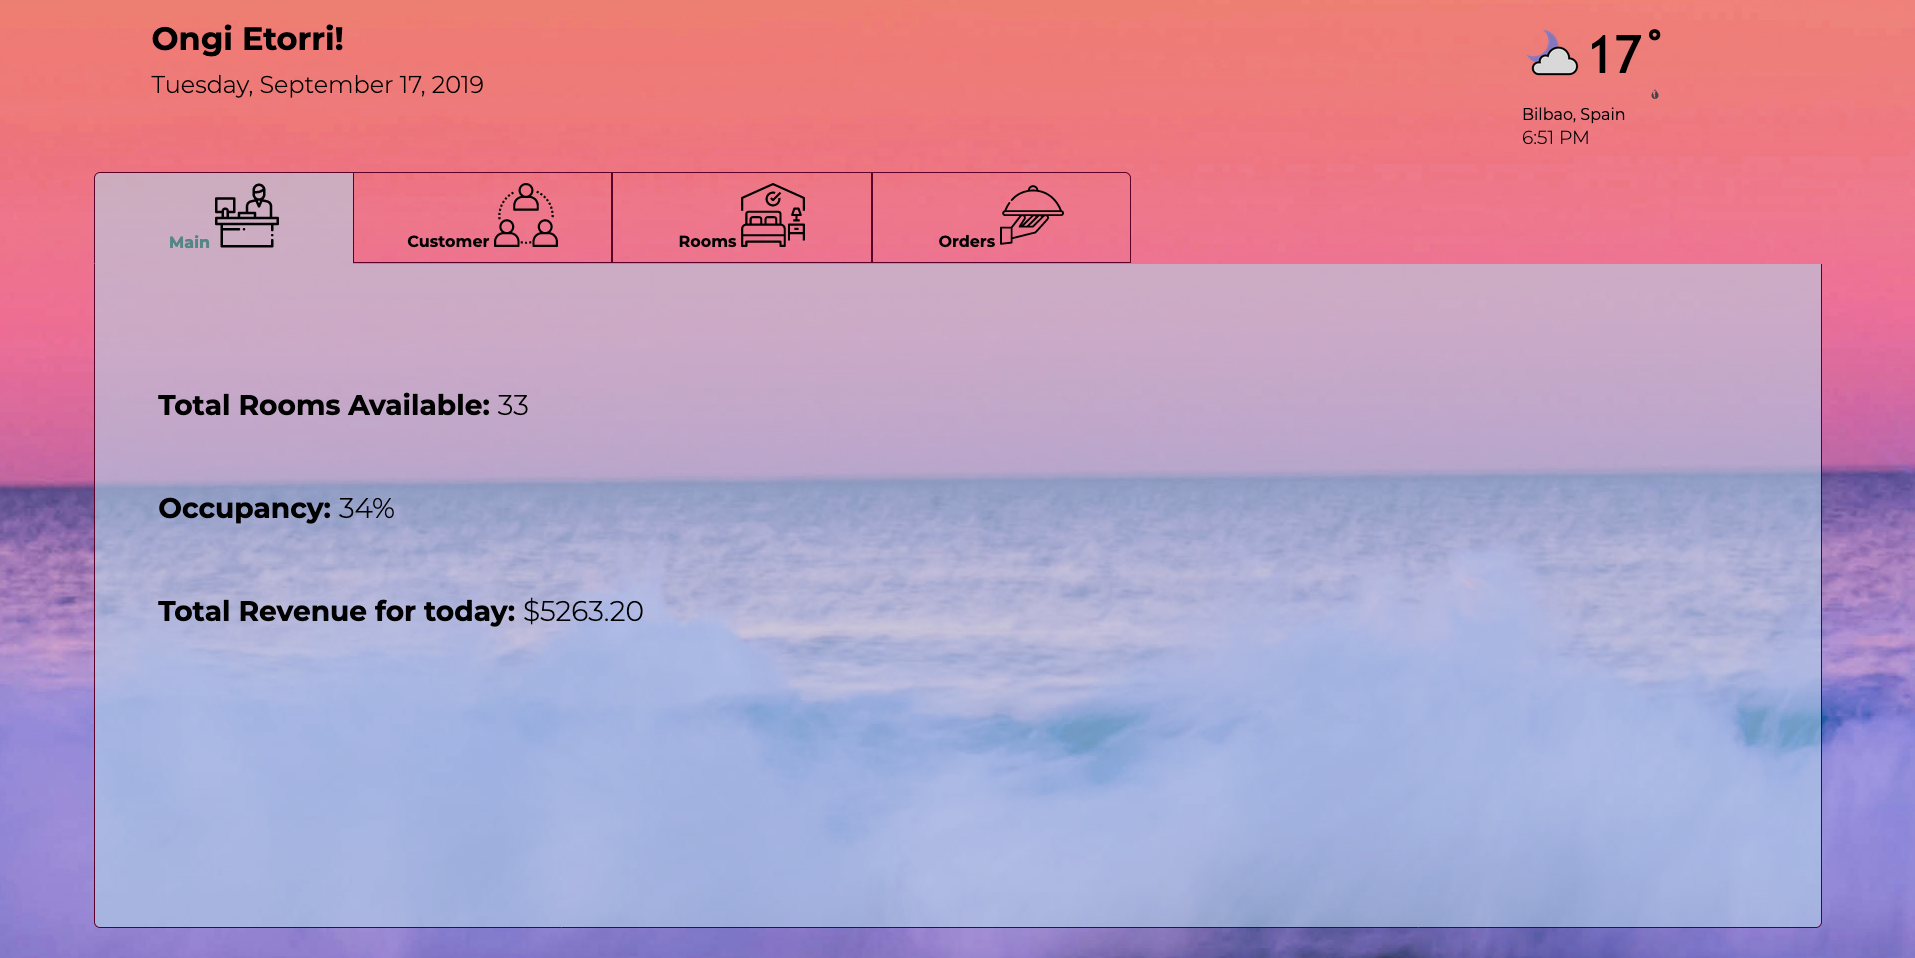 Ongi Etorri!
Tuesday, September 17, 2019
17°
Bilbao, Spain
6:51 PM
Main
Customer
Rooms
Orders
Total Rooms Available: 33
Occupancy: 34%
Total Revenue for today: $5263.20